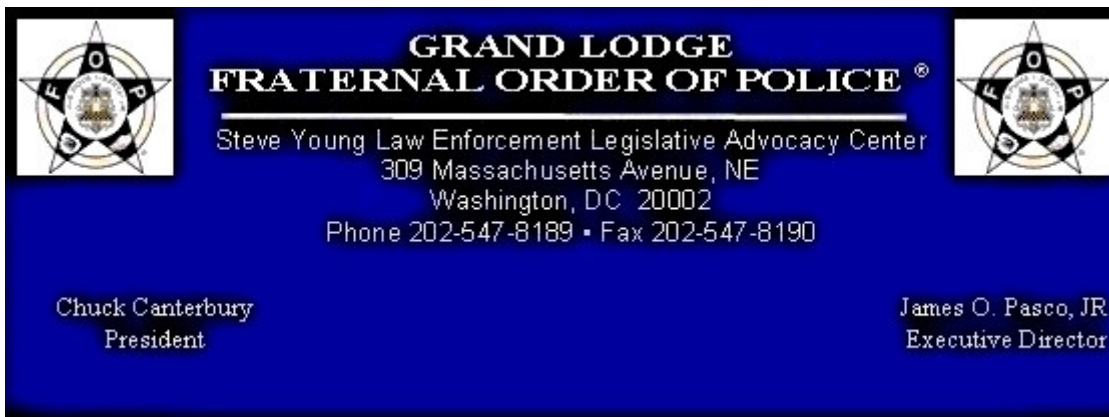 GRAND LODGE
FRATERNAL ORDER OF POLICE ®
Steve Young Law Enforcement Legislative Advocacy Center
309 Massachusetts Avenue, NE
Washington, DC 20002
Phone 202-547-8189 ▪ Fax 202-547-8190
Chuck Canterbury
President
James O. Pasco, JR
Executive Director
F O P
F O P